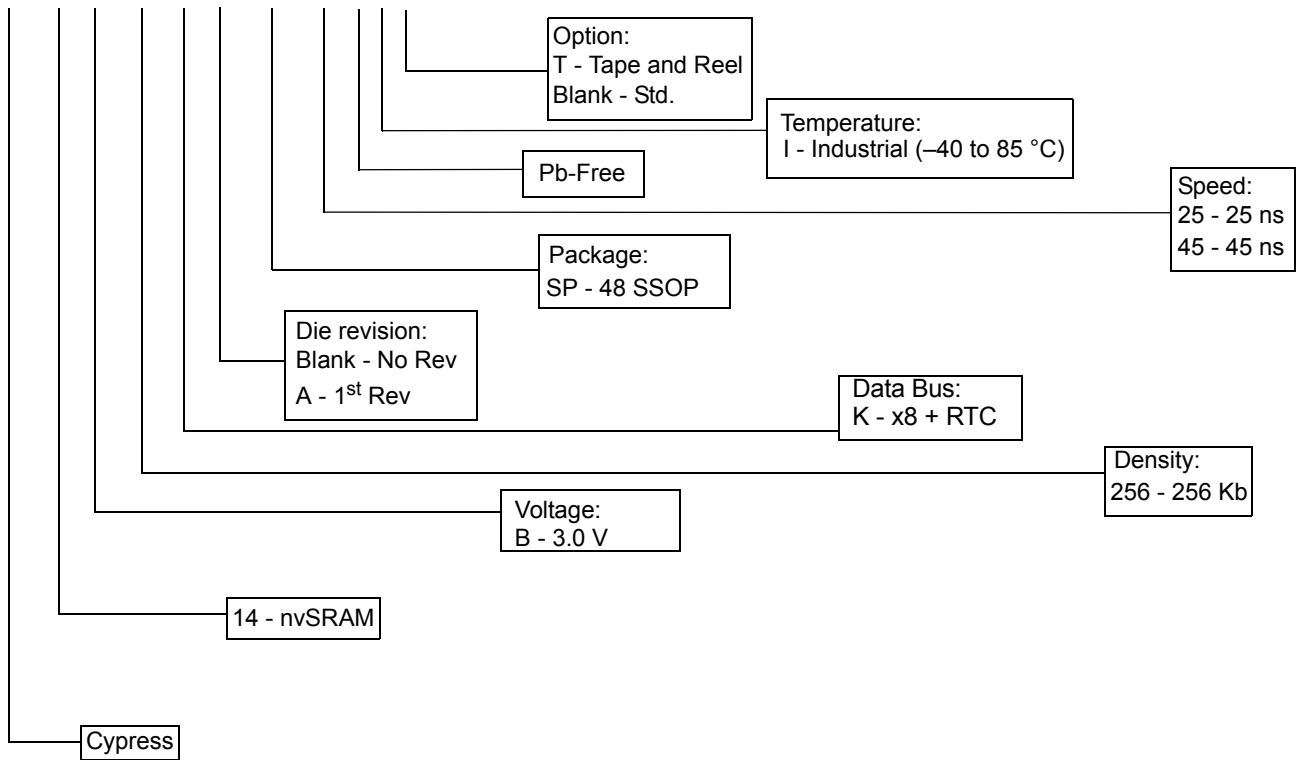 Option:
T - Tape and Reel
Blank - Std.
Temperature:
I - Industrial (–40 to 85 °C)
Pb-Free
Speed:
25 - 25 ns
45 - 45 ns
Package:
SP - 48 SSOP
Die revision:
Blank - No Rev
A - 1st Rev
Data Bus:
K - x8 + RTC
Density:
256 - 256 Kb
Voltage:
B - 3.0 V
14 - nvSRAM
Cypress